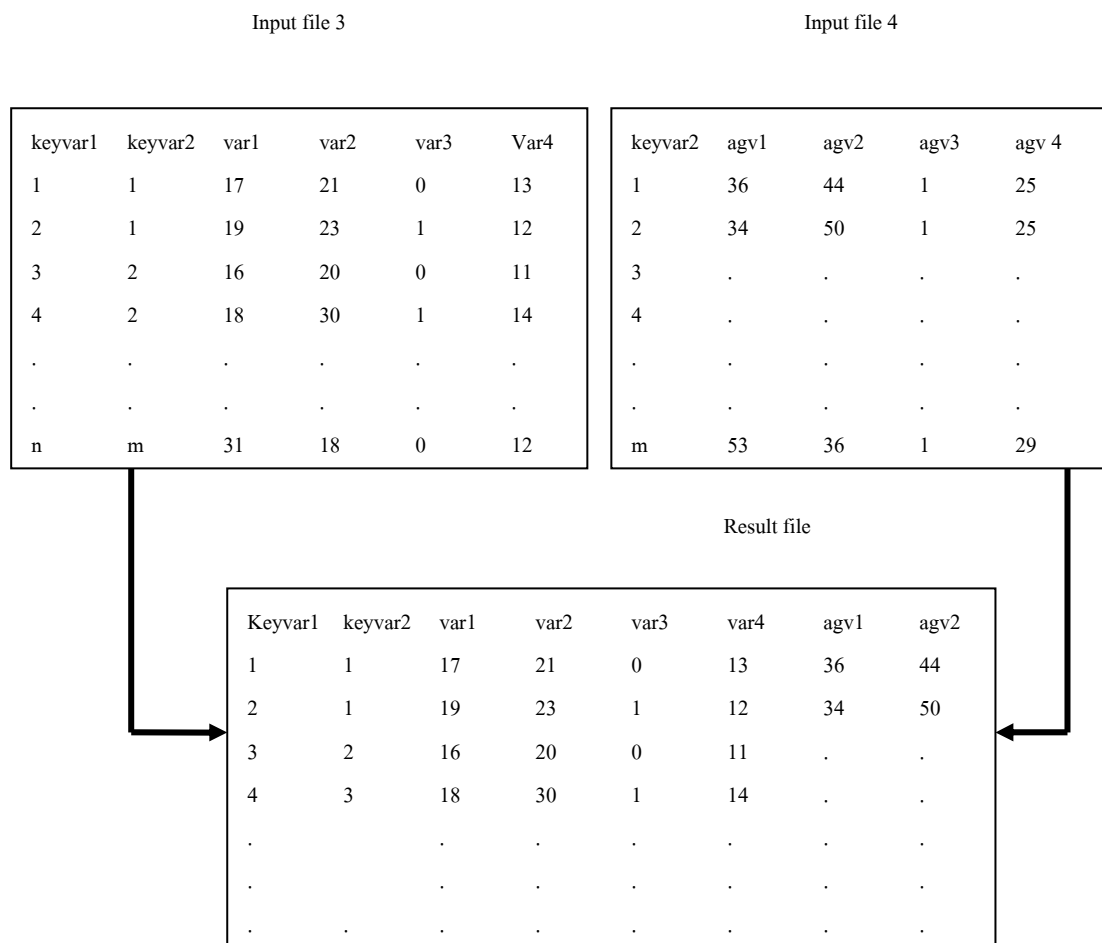 Input file 3
Input file 4
keyvar1 keyvar2 var1 var2 var3 Var4
1 1 17 21 0 13
2 1 19 23 1 12
3 2 16 20 0 11
4 2 18 30 1 14
. . . . . .
. . . . . .
n m 31 18 0 12
keyvar2 agv1 agv2 agv3 agv 4
1 36 44 1 25
2 34 50 1 25
3 . . . .
4 . . . .
. . . . .
. . . . .
m 53 36 1 29
Result file
Keyvar1 keyvar2 var1 var2 var3 var4 agv1 agv2
1 1 17 21 0 13 36 44
2 1 19 23 1 12 34 50
3 2 16 20 0 11 . .
4 3 18 30 1 14 . .
. . . . . . .
. . . . . . .
. . . . . . . .